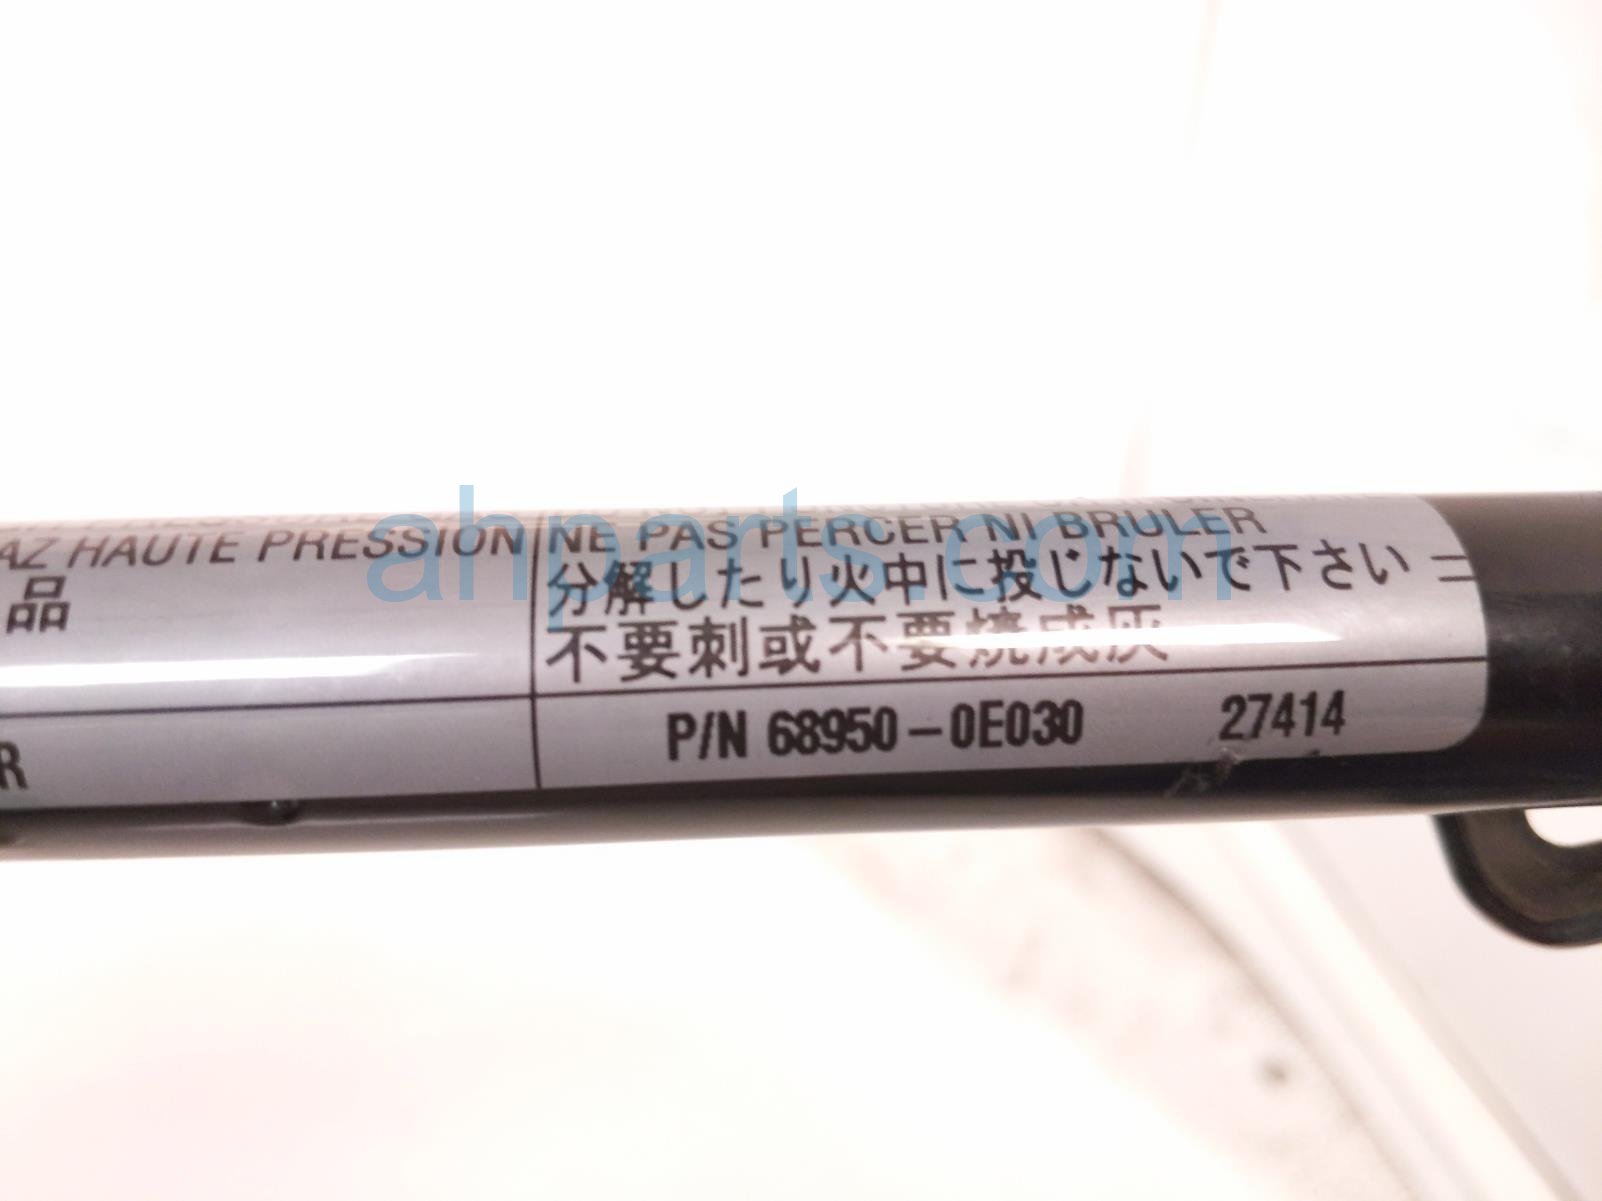 AZ HAUTE PRESSION NE PAS PERCER NI BRULER
品 分解したり火中に投じないで下さい
不要刺或不要燒成灰
R P/N 68950-0E030 27414
ahparts.com